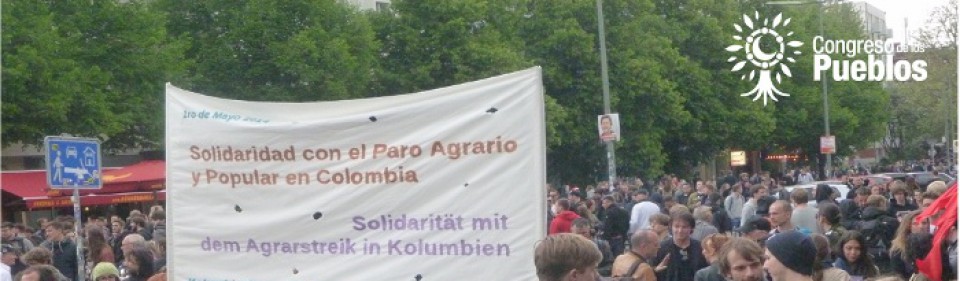 Congreso de los
Pueblos
1ro de Mayo
Solidaridad con el Paro Agrario
y Popular en Colombia
Solidarität mit
dem Agrarstreik in Kolumbien